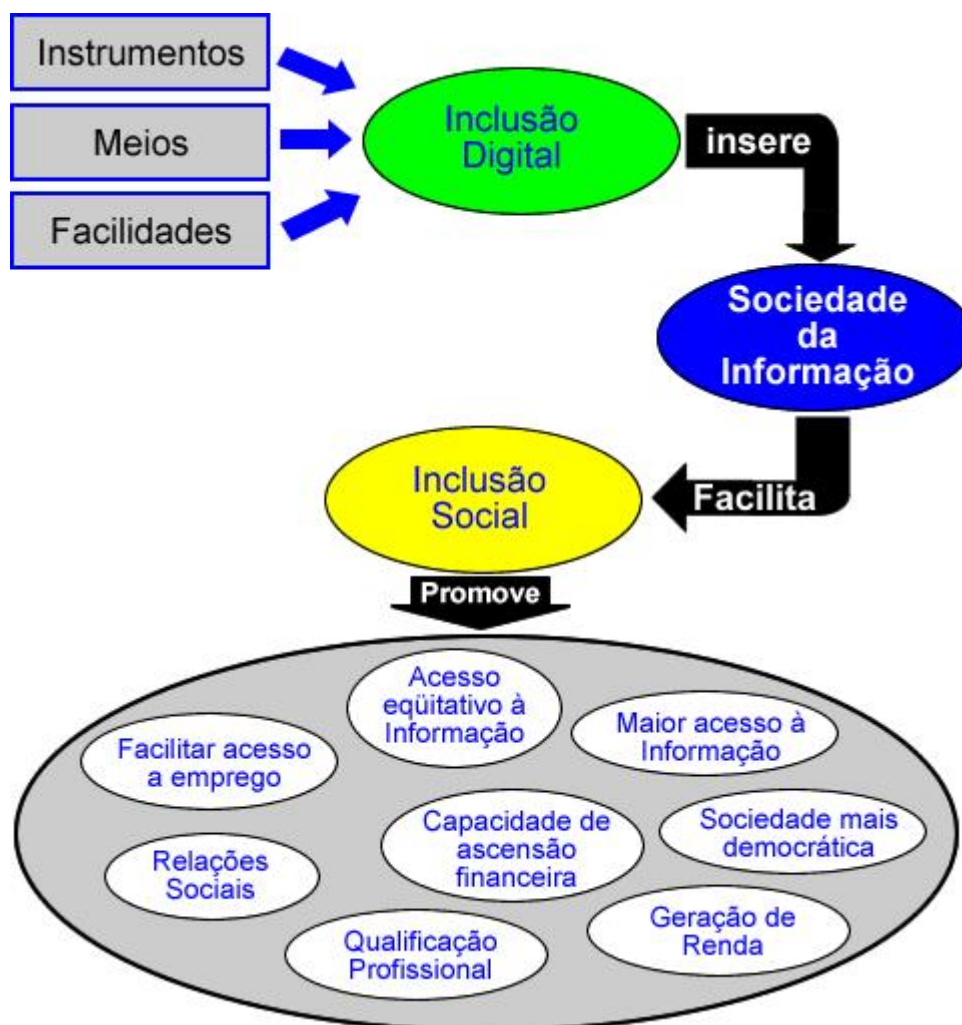 Instrumentos
Meios
Facilidades
Inclusão
Digital
insere
Sociedade
da
Informação
Facilita
Inclusão
Social
Promove
Acesso
eqüitativo à
Informação
Maior acesso à
Informação
Facilitar acesso
a emprego
Capacidade de
ascensão
financeira
Sociedade mais
democrática
Relações
Sociais
Geração de
Renda
Qualificação
Profissional